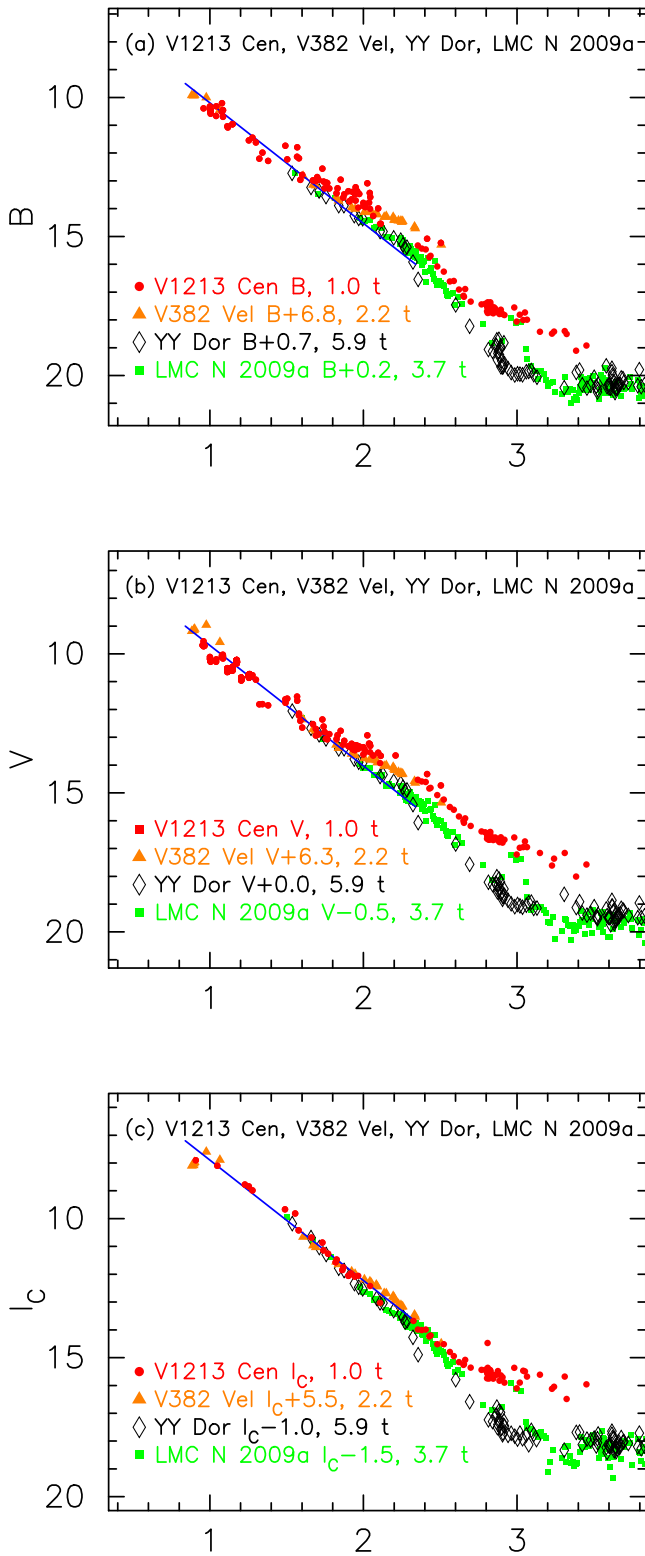 (a) V1213 Cen, V382 Vel, YY Dor, LMC N 2009a
10
15
20
B
V1213 Cen B, 1.0 t
V382 Vel B+6.8, 2.2 t
YY Dor B+0.7, 5.9 t
LMC N 2009a B+0.2, 3.7 t
1 2 3
(b) V1213 Cen, V382 Vel, YY Dor, LMC N 2009a
10
15
20
V
V1213 Cen V, 1.0 t
V382 Vel V+6.3, 2.2 t
YY Dor V+0.0, 5.9 t
LMC N 2009a V−0.5, 3.7 t
1 2 3
(c) V1213 Cen, V382 Vel, YY Dor, LMC N 2009a
10
15
20
I_C
V1213 Cen I_C, 1.0 t
V382 Vel I_C+5.5, 2.2 t
YY Dor I_C−1.0, 5.9 t
LMC N 2009a I_C−1.5, 3.7 t
1 2 3